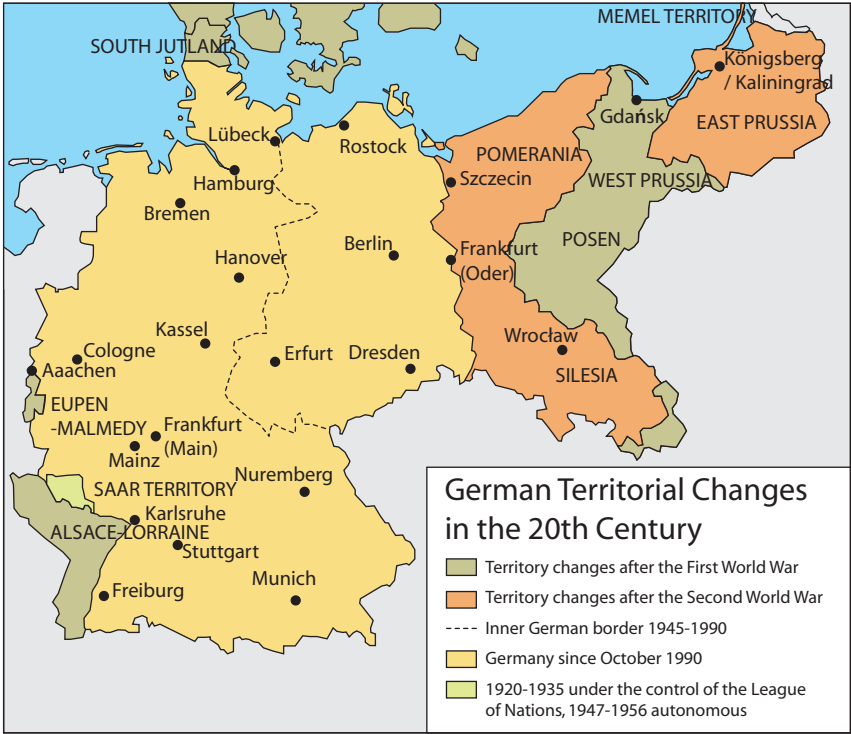 MEMEL TERRITORY
SOUTH JUTLAND
Königsberg
/ Kaliningrad
Gdańsk
EAST PRUSSIA
Lübeck
Rostock
POMERANIA
Hamburg
Szczecin
WEST PRUSSIA
Bremen
Berlin
POSEN
Hanover
Frankfurt
(Oder)
Kassel
Wrocław
Cologne
Erfurt
Dresden
Aaachen
SILESIA
EUPEN
-MALMEDY
Frankfurt
(Main)
Mainz
Nuremberg
SAAR TERRITORY
Karlsruhe
ALSACE-LORRAINE
Stuttgart
Munich
Freiburg
German Territorial Changes
in the 20th Century
Territory changes after the First World War
Territory changes after the Second World War
Inner German border 1945-1990
Germany since October 1990
1920-1935 under the control of the League
of Nations, 1947-1956 autonomous